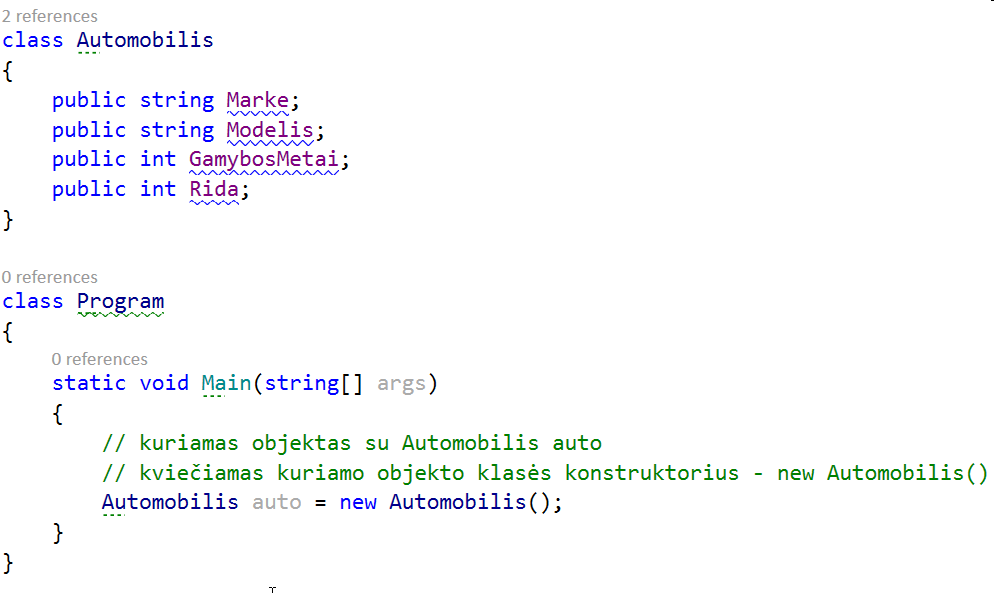 2 references
class Automobilis
{
public string Marke;
public string Modelis;
public int GamybosMetai;
public int Rida;
}
0 references
class Program
{
0 references
static void Main(string[] args)
{
// kuriamas objektas su Automobilis auto
// kviečiamas kuriamo objekto klasės konstruktorius - new Automobilis()
Automobilis auto = new Automobilis();
}
}